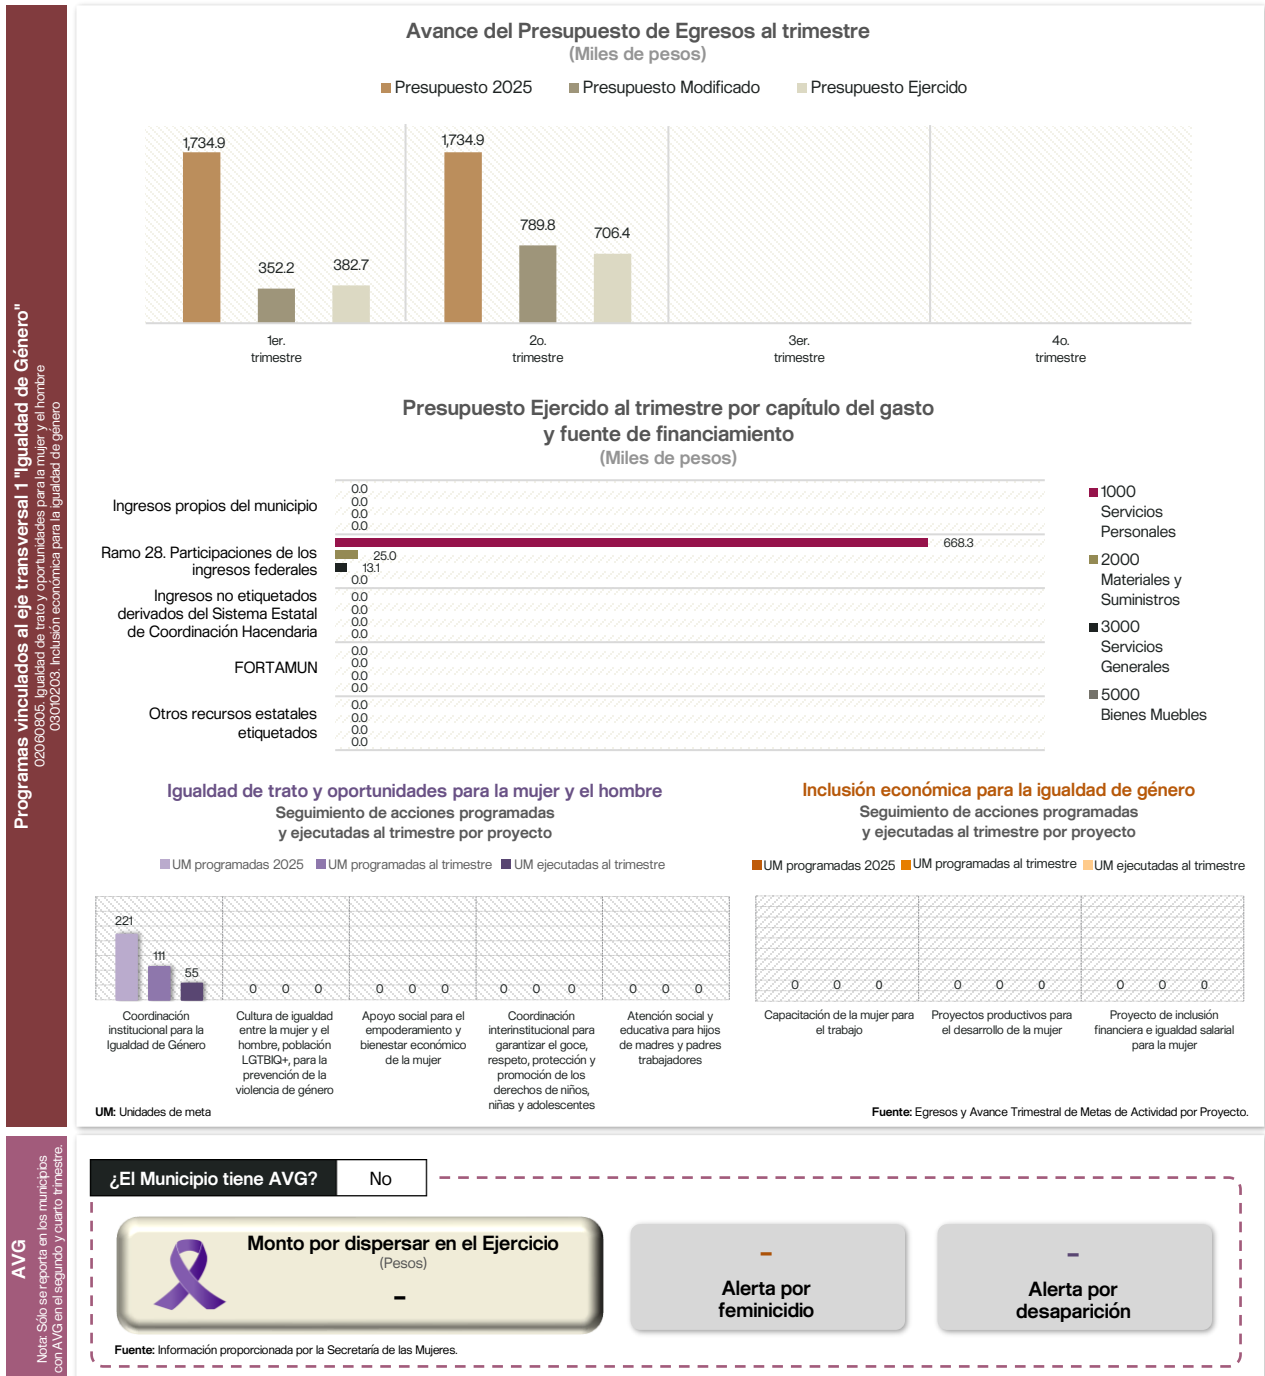 Programas vinculados al eje transversal 1 "Igualdad de Género"
02060805. Igualdad de trato y oportunidades para la mujer y el hombre
03010203. Inclusión económica para la igualdad de género
Avance del Presupuesto de Egresos al trimestre
(Miles de pesos)
Presupuesto 2025 Presupuesto Modificado Presupuesto Ejercido
1,734.9
352.2
382.7
1,734.9
789.8
706.4
1er.
trimestre
2o.
trimestre
3er.
trimestre
4o.
trimestre
Presupuesto Ejercido al trimestre por capítulo del gasto
y fuente de financiamiento
(Miles de pesos)
Ingresos propios del municipio
0.0
0.0
0.0
0.0
Ramo 28. Participaciones de los
ingresos federales
668.3
25.0
13.1
0.0
Ingresos no etiquetados
derivados del Sistema Estatal
de Coordinación Hacendaria
0.0
0.0
0.0
0.0
FORTAMUN
0.0
0.0
0.0
0.0
Otros recursos estatales
etiquetados
0.0
0.0
0.0
0.0
1000
Servicios
Personales
2000
Materiales y
Suministros
3000
Servicios
Generales
5000
Bienes Muebles
Igualdad de trato y oportunidades para la mujer y el hombre
Seguimiento de acciones programadas
y ejecutadas al trimestre por proyecto
UM programadas 2025 UM programadas al trimestre UM ejecutadas al trimestre
221
111
55
0 0 0
0 0 0
0 0 0
0 0 0
Coordinación
institucional para la
Igualdad de Género
Cultura de igualdad
entre la mujer y el
hombre, población
LGTBIQ+, para la
prevención de la
violencia de género
Apoyo social para el
empoderamiento y
bienestar económico
de la mujer
Coordinación
interinstitucional para
garantizar el goce,
respeto, protección y
promoción de los
derechos de niños,
niñas y adolescentes
Atención social y
educativa para hijos
de madres y padres
trabajadores
UM: Unidades de meta
Inclusión económica para la igualdad de género
Seguimiento de acciones programadas
y ejecutadas al trimestre por proyecto
UM programadas 2025 UM programadas al trimestre UM ejecutadas al trimestre
0 0 0
0 0 0
0 0 0
Capacitación de la mujer para
el trabajo
Proyectos productivos para
el desarrollo de la mujer
Proyecto de inclusión
financiera e igualdad salarial
para la mujer
Fuente: Egresos y Avance Trimestral de Metas de Actividad por Proyecto.
AVG
Nota: Sólo se reporta en los municipios
con AVG en el segundo y cuarto trimestre.
¿El Municipio tiene AVG? No
Monto por dispersar en el Ejercicio
(Pesos)
-
-
Alerta por
feminicidio
-
Alerta por
desaparición
Fuente: Información proporcionada por la Secretaría de las Mujeres.